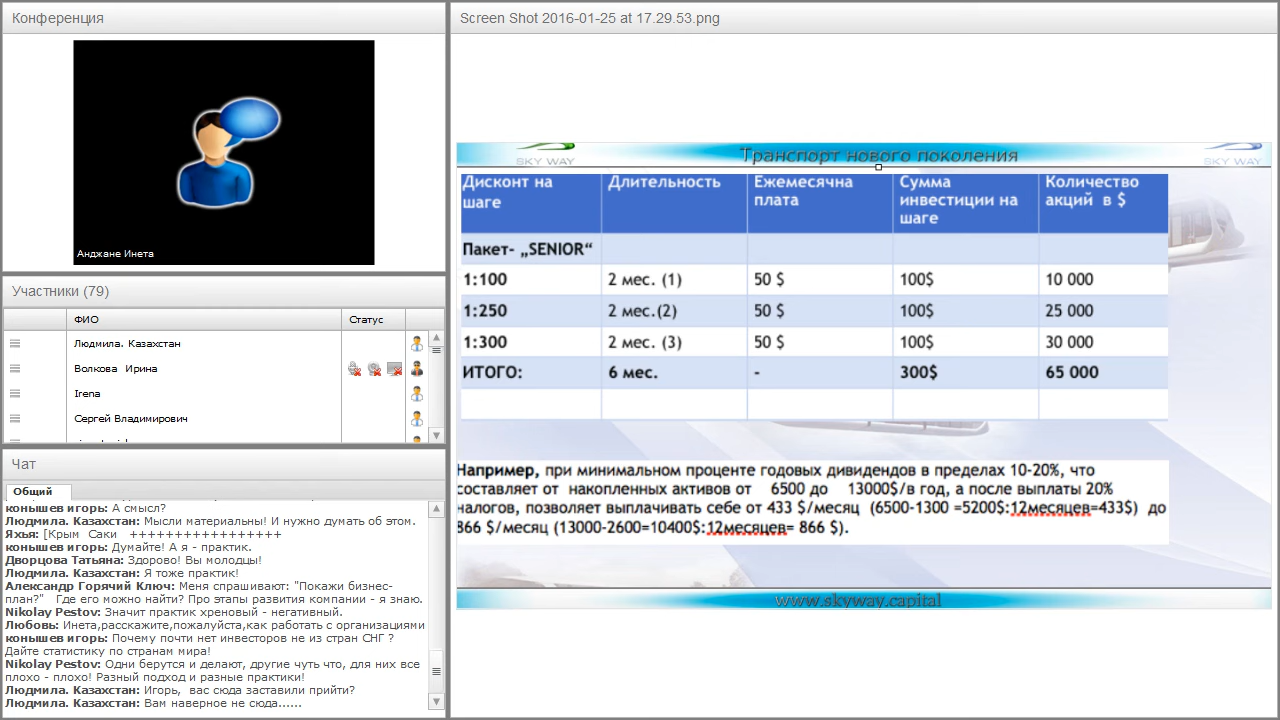 Конференция
Анджане Инета
Участники (79)
ФИО Статус
Людмила. Казахстан
Волкова Ирина
Irena
Сергей Владимирович
Чат
Общий
конышев игорь: А смысл?
Людмила. Казахстан: Мысли материальны! И нужно думать об этом.
Яхья: [Крым Саки +++++++++++++++++
конышев игорь: Думайте! А я - практик.
Дворцова Татьяна: Здорово! Вы молодцы!
Людмила. Казахстан: Я тоже практик!
Александр Горячий Ключ: Меня спрашивают: "Покажи бизнес-
план?" Где его можно найти? Про этапы развития компании - я знаю.
Nikolay Pestov: Значит практик хреновый - негативный.
Любовь: Инета,расскажите,пожалуйста,как работать с организациями
конышев игорь: Почему почти нет инвесторов не из стран СНГ ?
Дайте статистику по странам мира!
Nikolay Pestov: Одни берутся и делают, другие чуть что, для них все
плохо - плохо! Разный подход и разные практики!
Людмила. Казахстан: Игорь, вас сюда заставили прийти?
Людмила. Казахстан: Вам наверное не сюда......
Screen Shot 2016-01-25 at 17.29.53.png
SKY WAY Транспорт нового поколения SKY WAY
Дисконт на шаге Длительность Ежемесячна плата Сумма инвестиции на шаге Количество акций в $
Пакет- „SENIOR“
1:100 2 мес. (1) 50 $ 100$ 10 000
1:250 2 мес.(2) 50 $ 100$ 25 000
1:300 2 мес. (3) 50 $ 100$ 30 000
ИТОГО: 6 мес. - 300$ 65 000
Например, при минимальном проценте годовых дивидендов в пределах 10-20%, что
составляет от накопленных активов от 6500 до 13000$/в год, а после выплаты 20%
налогов, позволяет выплачивать себе от 433 $/месяц (6500-1300 =5200$:12месяцев=433$) до
866 $/месяц (13000-2600=10400$:12месяцев= 866 $).
www.skyway.capital